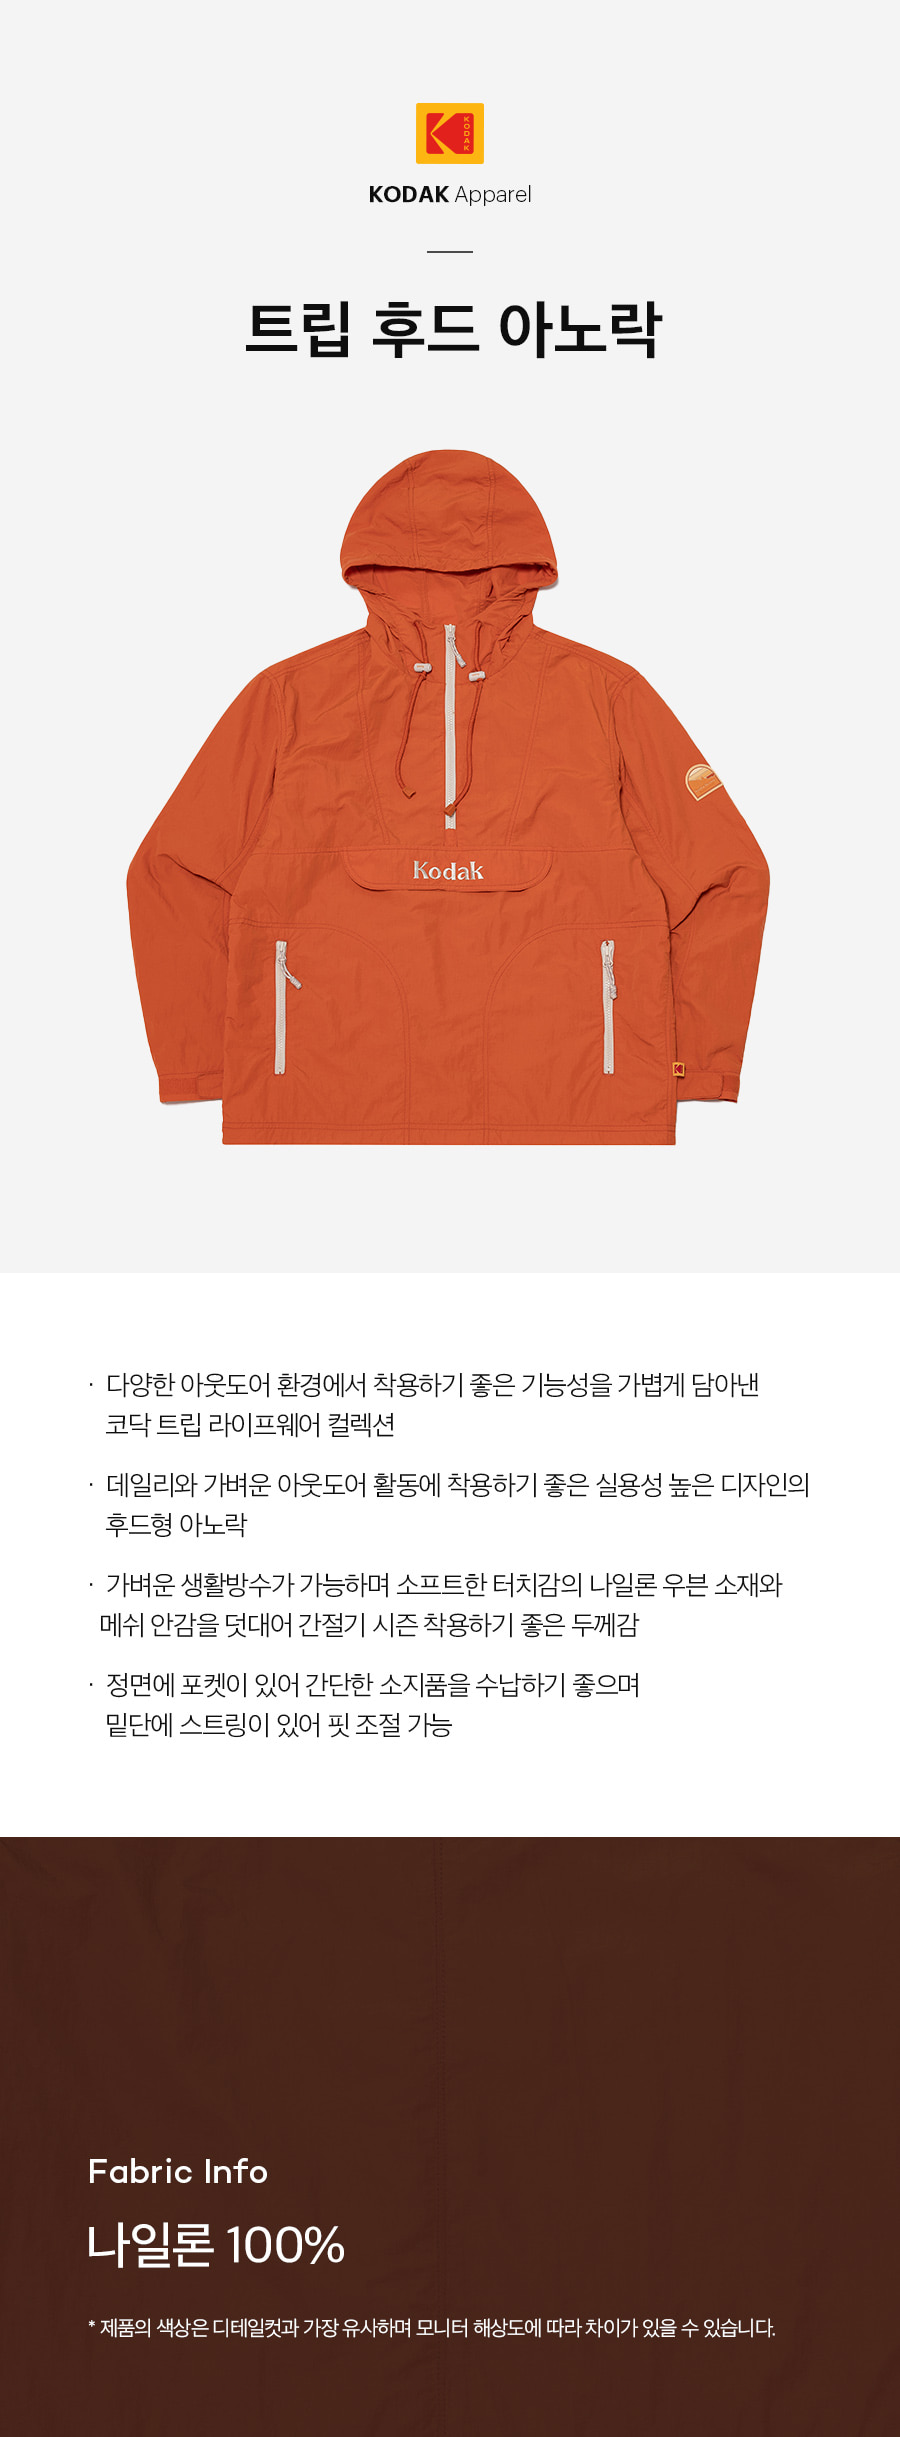 KODAK
KODAK Apparel
트립 후드 아노락
Kodak
· 다양한 아웃도어 환경에서 착용하기 좋은 기능성을 가볍게 담아낸
코닥 트립 라이프웨어 컬렉션
· 데일리와 가벼운 아웃도어 활동에 착용하기 좋은 실용성 높은 디자인의
후드형 아노락
· 가벼운 생활방수가 가능하며 소프트한 터치감의 나일론 우븐 소재와
메쉬 안감을 덧대어 간절기 시즌 착용하기 좋은 두께감
· 정면에 포켓이 있어 간단한 소지품을 수납하기 좋으며
밑단에 스트링이 있어 핏 조절 가능
Fabric Info
나일론 100%
* 제품의 색상은 디테일컷과 가장 유사하며 모니터 해상도에 따라 차이가 있을 수 있습니다.